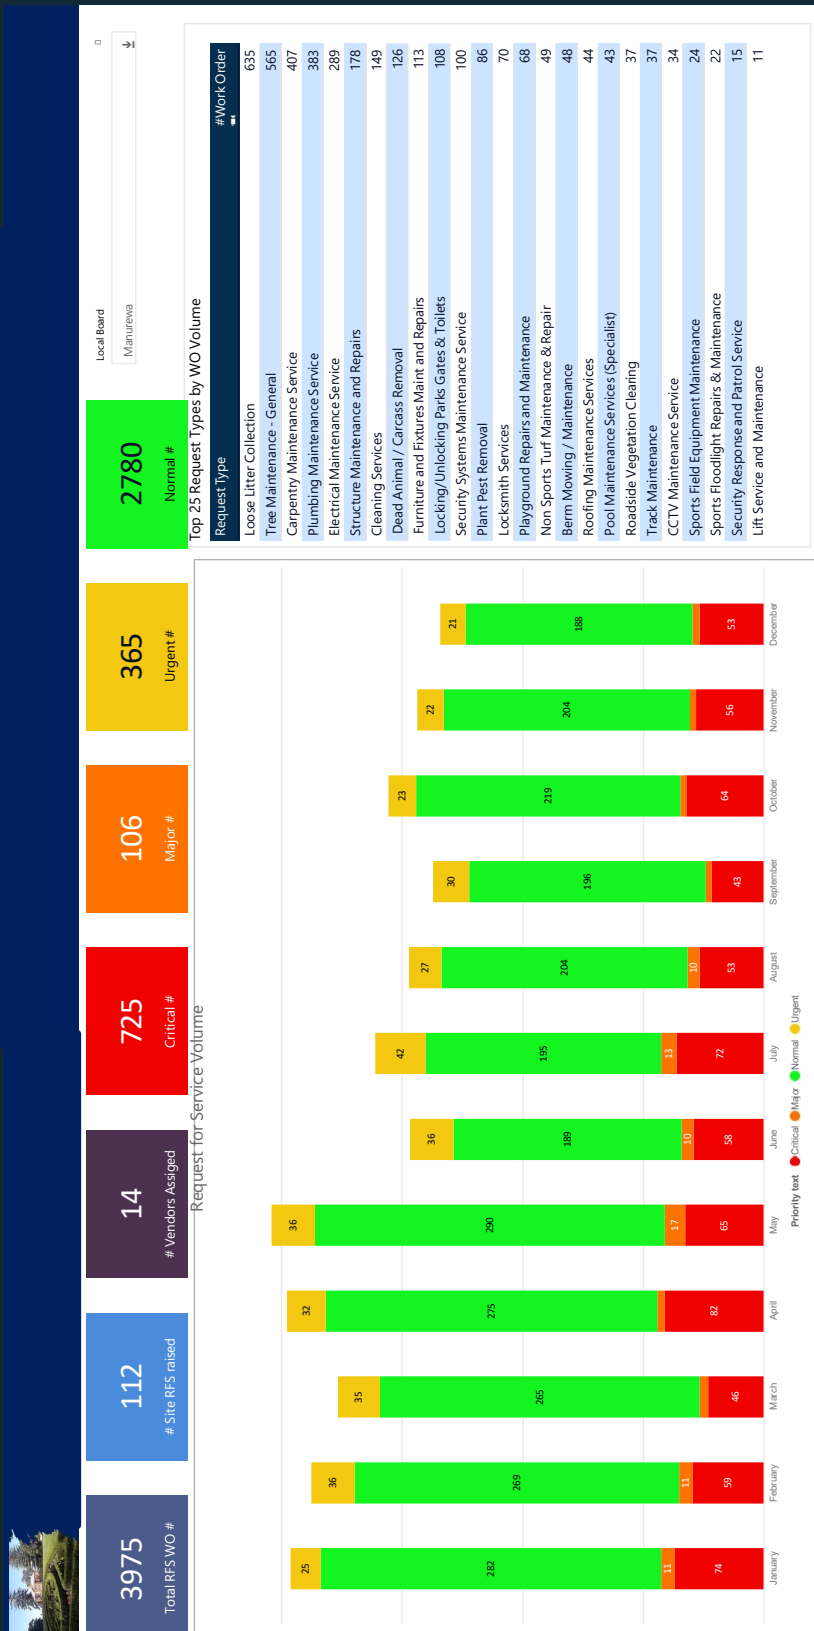 3975
Total RFS WO #
112
# Site RFS raised
14
# Vendors Assiged
725
Critical #
106
Major #
365
Urgent #
2780
Normal #
Local Board
Manurewa
Request for Service Volume
25
282
11
74
36
269
11
59
35
265
46
32
275
82
36
290
17
65
36
189
10
58
42
195
13
72
27
204
10
53
30
196
43
23
219
64
22
204
56
21
188
53
January
February
March
April
May
June
July
August
September
October
November
December
Priority text Critical Major Normal Urgent
Top 25 Request Types by WO Volume
Request Type #Work Order
Loose Litter Collection 635
Tree Maintenance - General 565
Carpentry Maintenance Service 407
Plumbing Maintenance Service 383
Electrical Maintenance Service 289
Structure Maintenance and Repairs 178
Cleaning Services 149
Dead Animal / Carcass Removal 126
Furniture and Fixtures Maint and Repairs 113
Locking/Unlocking Parks Gates & Toilets 108
Security Systems Maintenance Service 100
Plant Pest Removal 86
Locksmith Services 70
Playground Repairs and Maintenance 68
Non Sports Turf Maintenance & Repair 49
Berm Mowing / Maintenance 48
Roofing Maintenance Services 44
Pool Maintenance Services (Specialist) 43
Roadside Vegetation Clearing 37
Track Maintenance 37
CCTV Maintenance Service 34
Sports Field Equipment Maintenance 24
Sports Floodlight Repairs & Maintenance 22
Security Response and Patrol Service 15
Lift Service and Maintenance 11